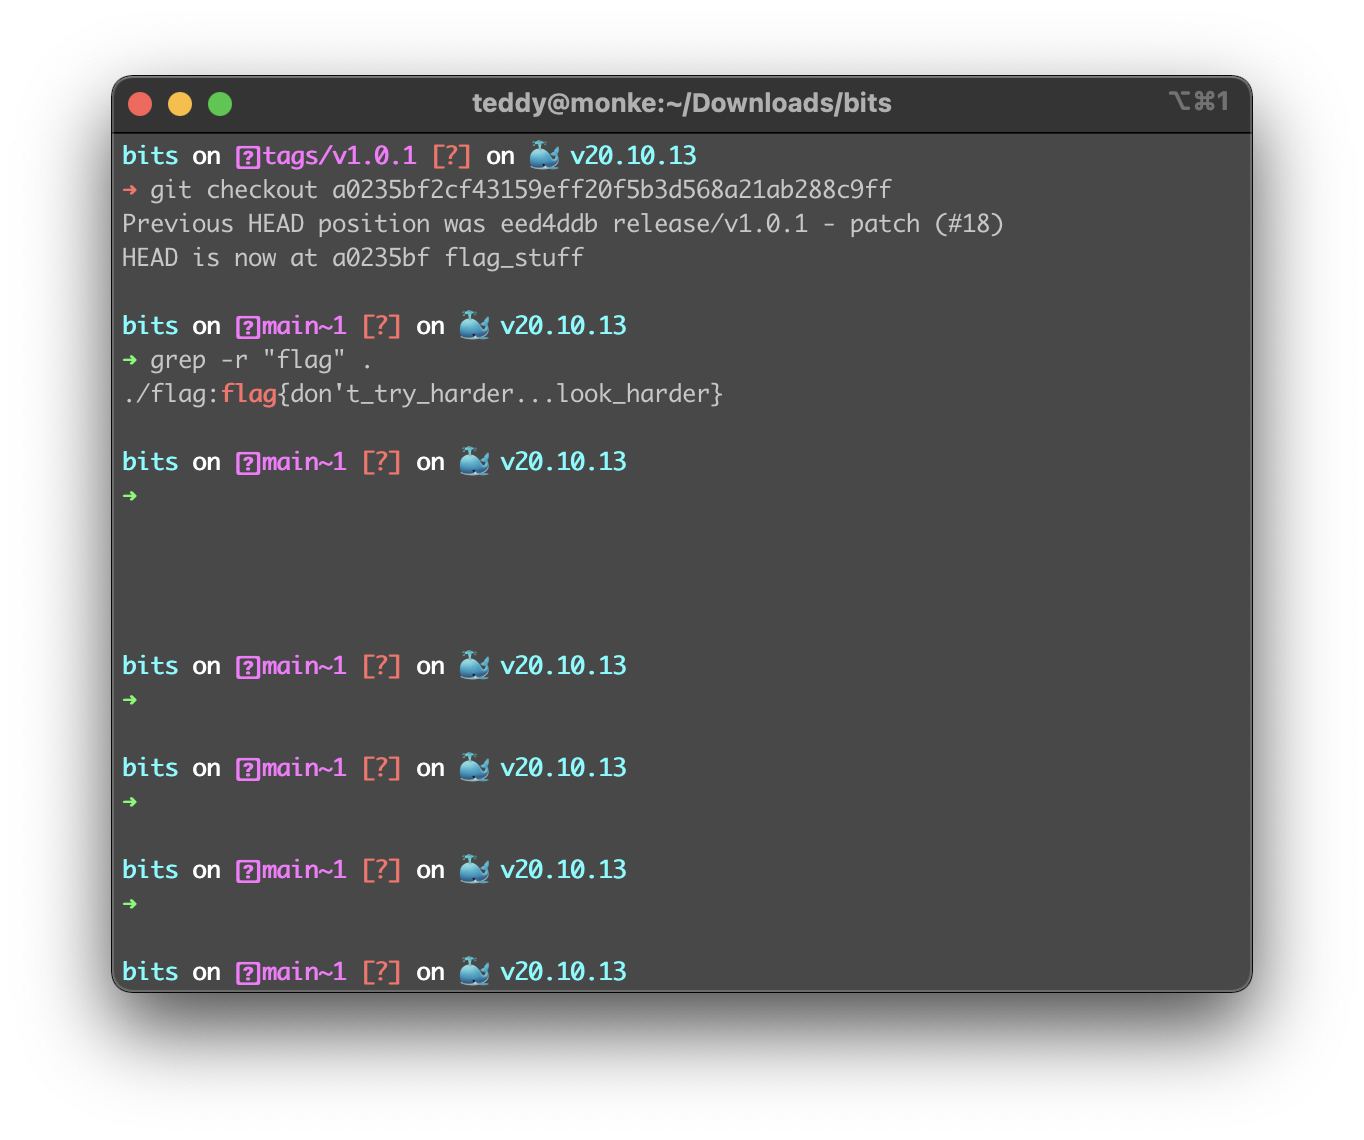 teddy@monke:~/Downloads/bits ⌥⌘1
bits on ?tags/v1.0.1 [?] on 🐳 v20.10.13
➜ git checkout a0235bf2cf43159eff20f5b3d568a21ab288c9ff
Previous HEAD position was eed4ddb release/v1.0.1 - patch (#18)
HEAD is now at a0235bf flag_stuff
bits on ?main~1 [?] on 🐳 v20.10.13
➜ grep -r "flag" .
./flag:flag{don't_try_harder...look_harder}
bits on ?main~1 [?] on 🐳 v20.10.13
➜
bits on ?main~1 [?] on 🐳 v20.10.13
➜
bits on ?main~1 [?] on 🐳 v20.10.13
➜
bits on ?main~1 [?] on 🐳 v20.10.13
➜
bits on ?main~1 [?] on 🐳 v20.10.13